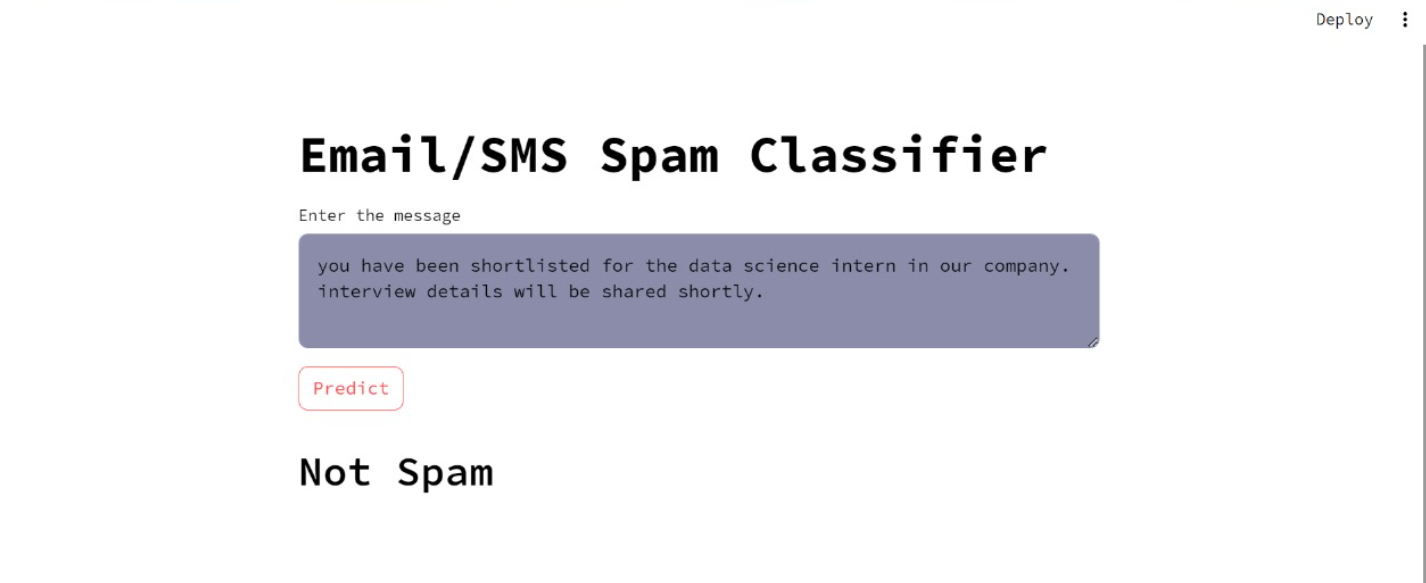 Deploy
Email/SMS Spam Classifier
Enter the message
you have been shortlisted for the data science intern in our company.
interview details will be shared shortly.
Predict
Not Spam